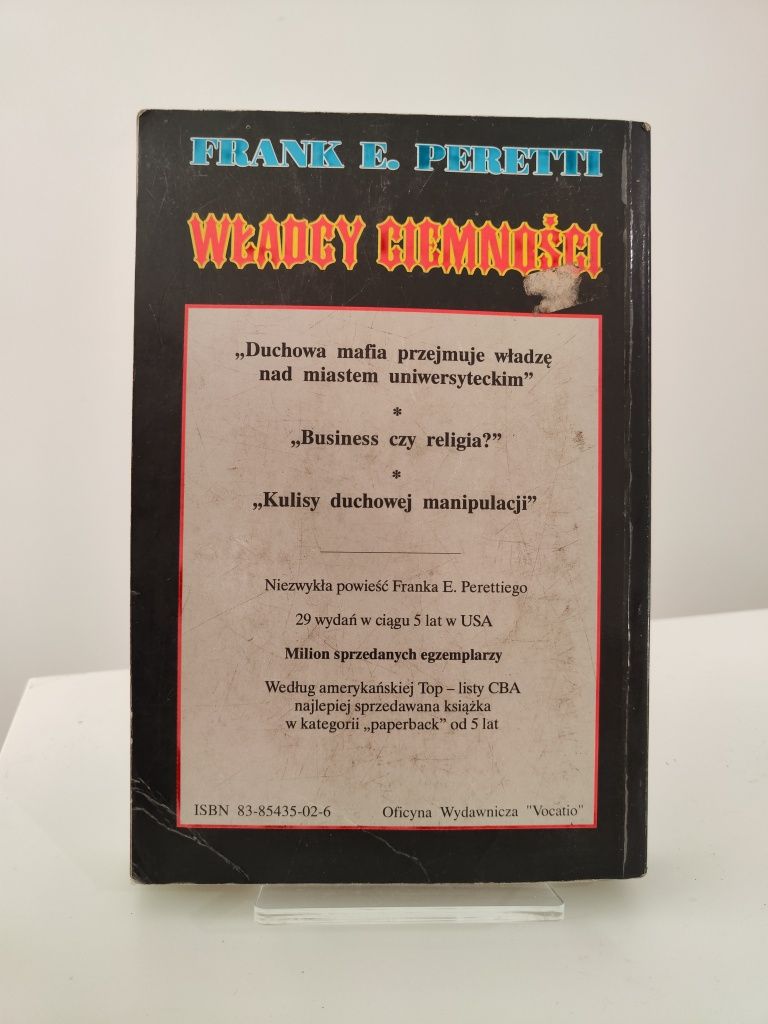 FRANK E. PERETTI
WŁADCY CIEMNOŚCI
„Duchowa mafia przejmuje władzę
nad miastem uniwersyteckim”
*
„Business czy religia?”
*
„Kulisy duchowej manipulacji”
Niezwykła powieść Franka E. Perettiego
29 wydań w ciągu 5 lat w USA
Milion sprzedanych egzemplarzy
Według amerykańskiej Top – listy CBA
najlepiej sprzedawana książka
w kategorii „paperback” od 5 lat
ISBN 83-85435-02-6 Oficyna Wydawnicza "Vocatio"